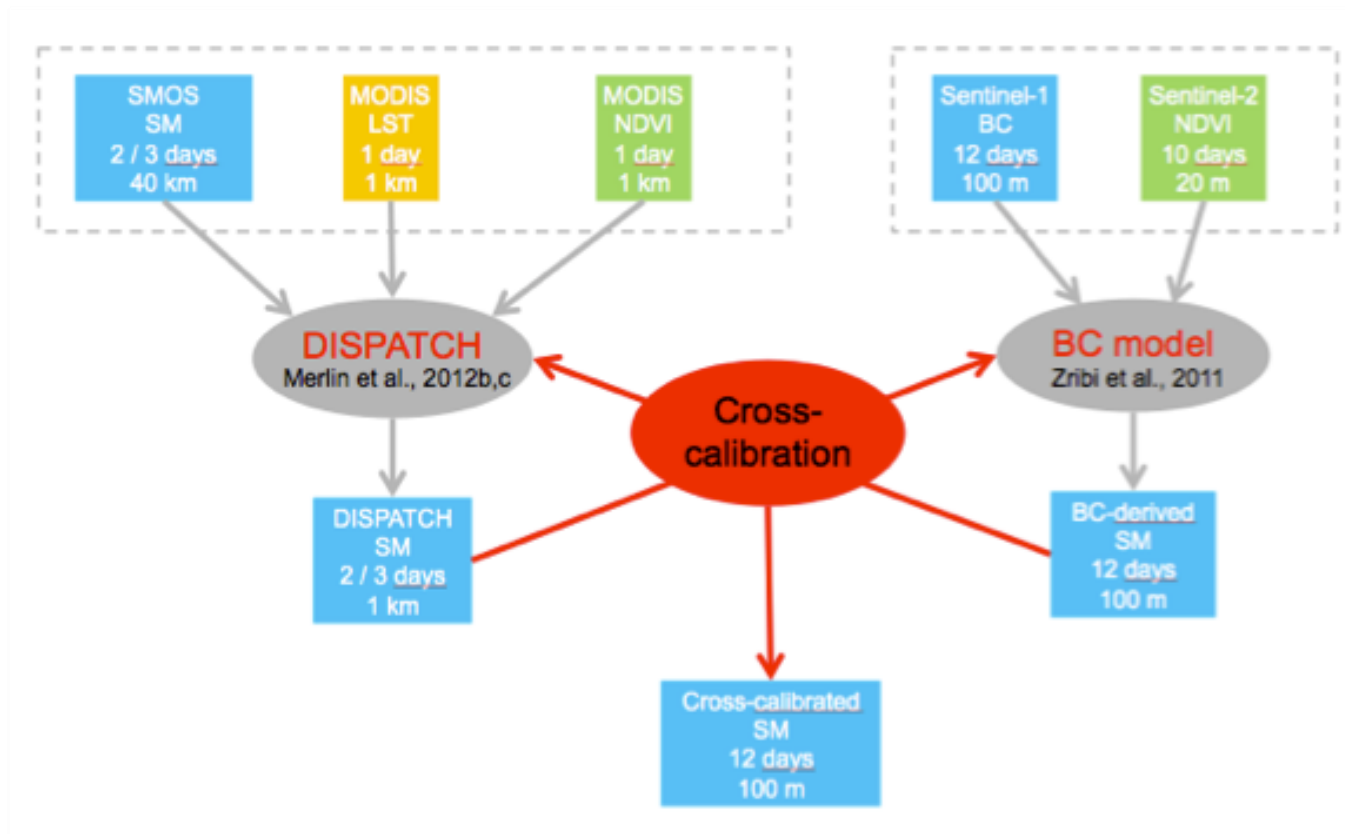 SMOS
SM
2 / 3 days
40 km
MODIS
LST
1 day
1 km
MODIS
NDVI
1 day
1 km
Sentinel-1
BC
12 days
100 m
Sentinel-2
NDVI
10 days
20 m
DISPATCH
Merlin et al., 2012b,c
BC model
Zribi et al., 2011
Cross-
calibration
DISPATCH
SM
2 / 3 days
1 km
BC-derived
SM
12 days
100 m
Cross-calibrated
SM
12 days
100 m